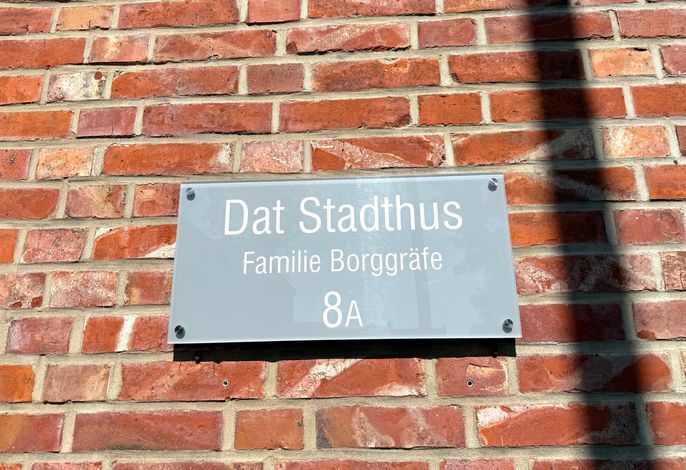 Dat Stadthus
Familie Borggräfe
8A